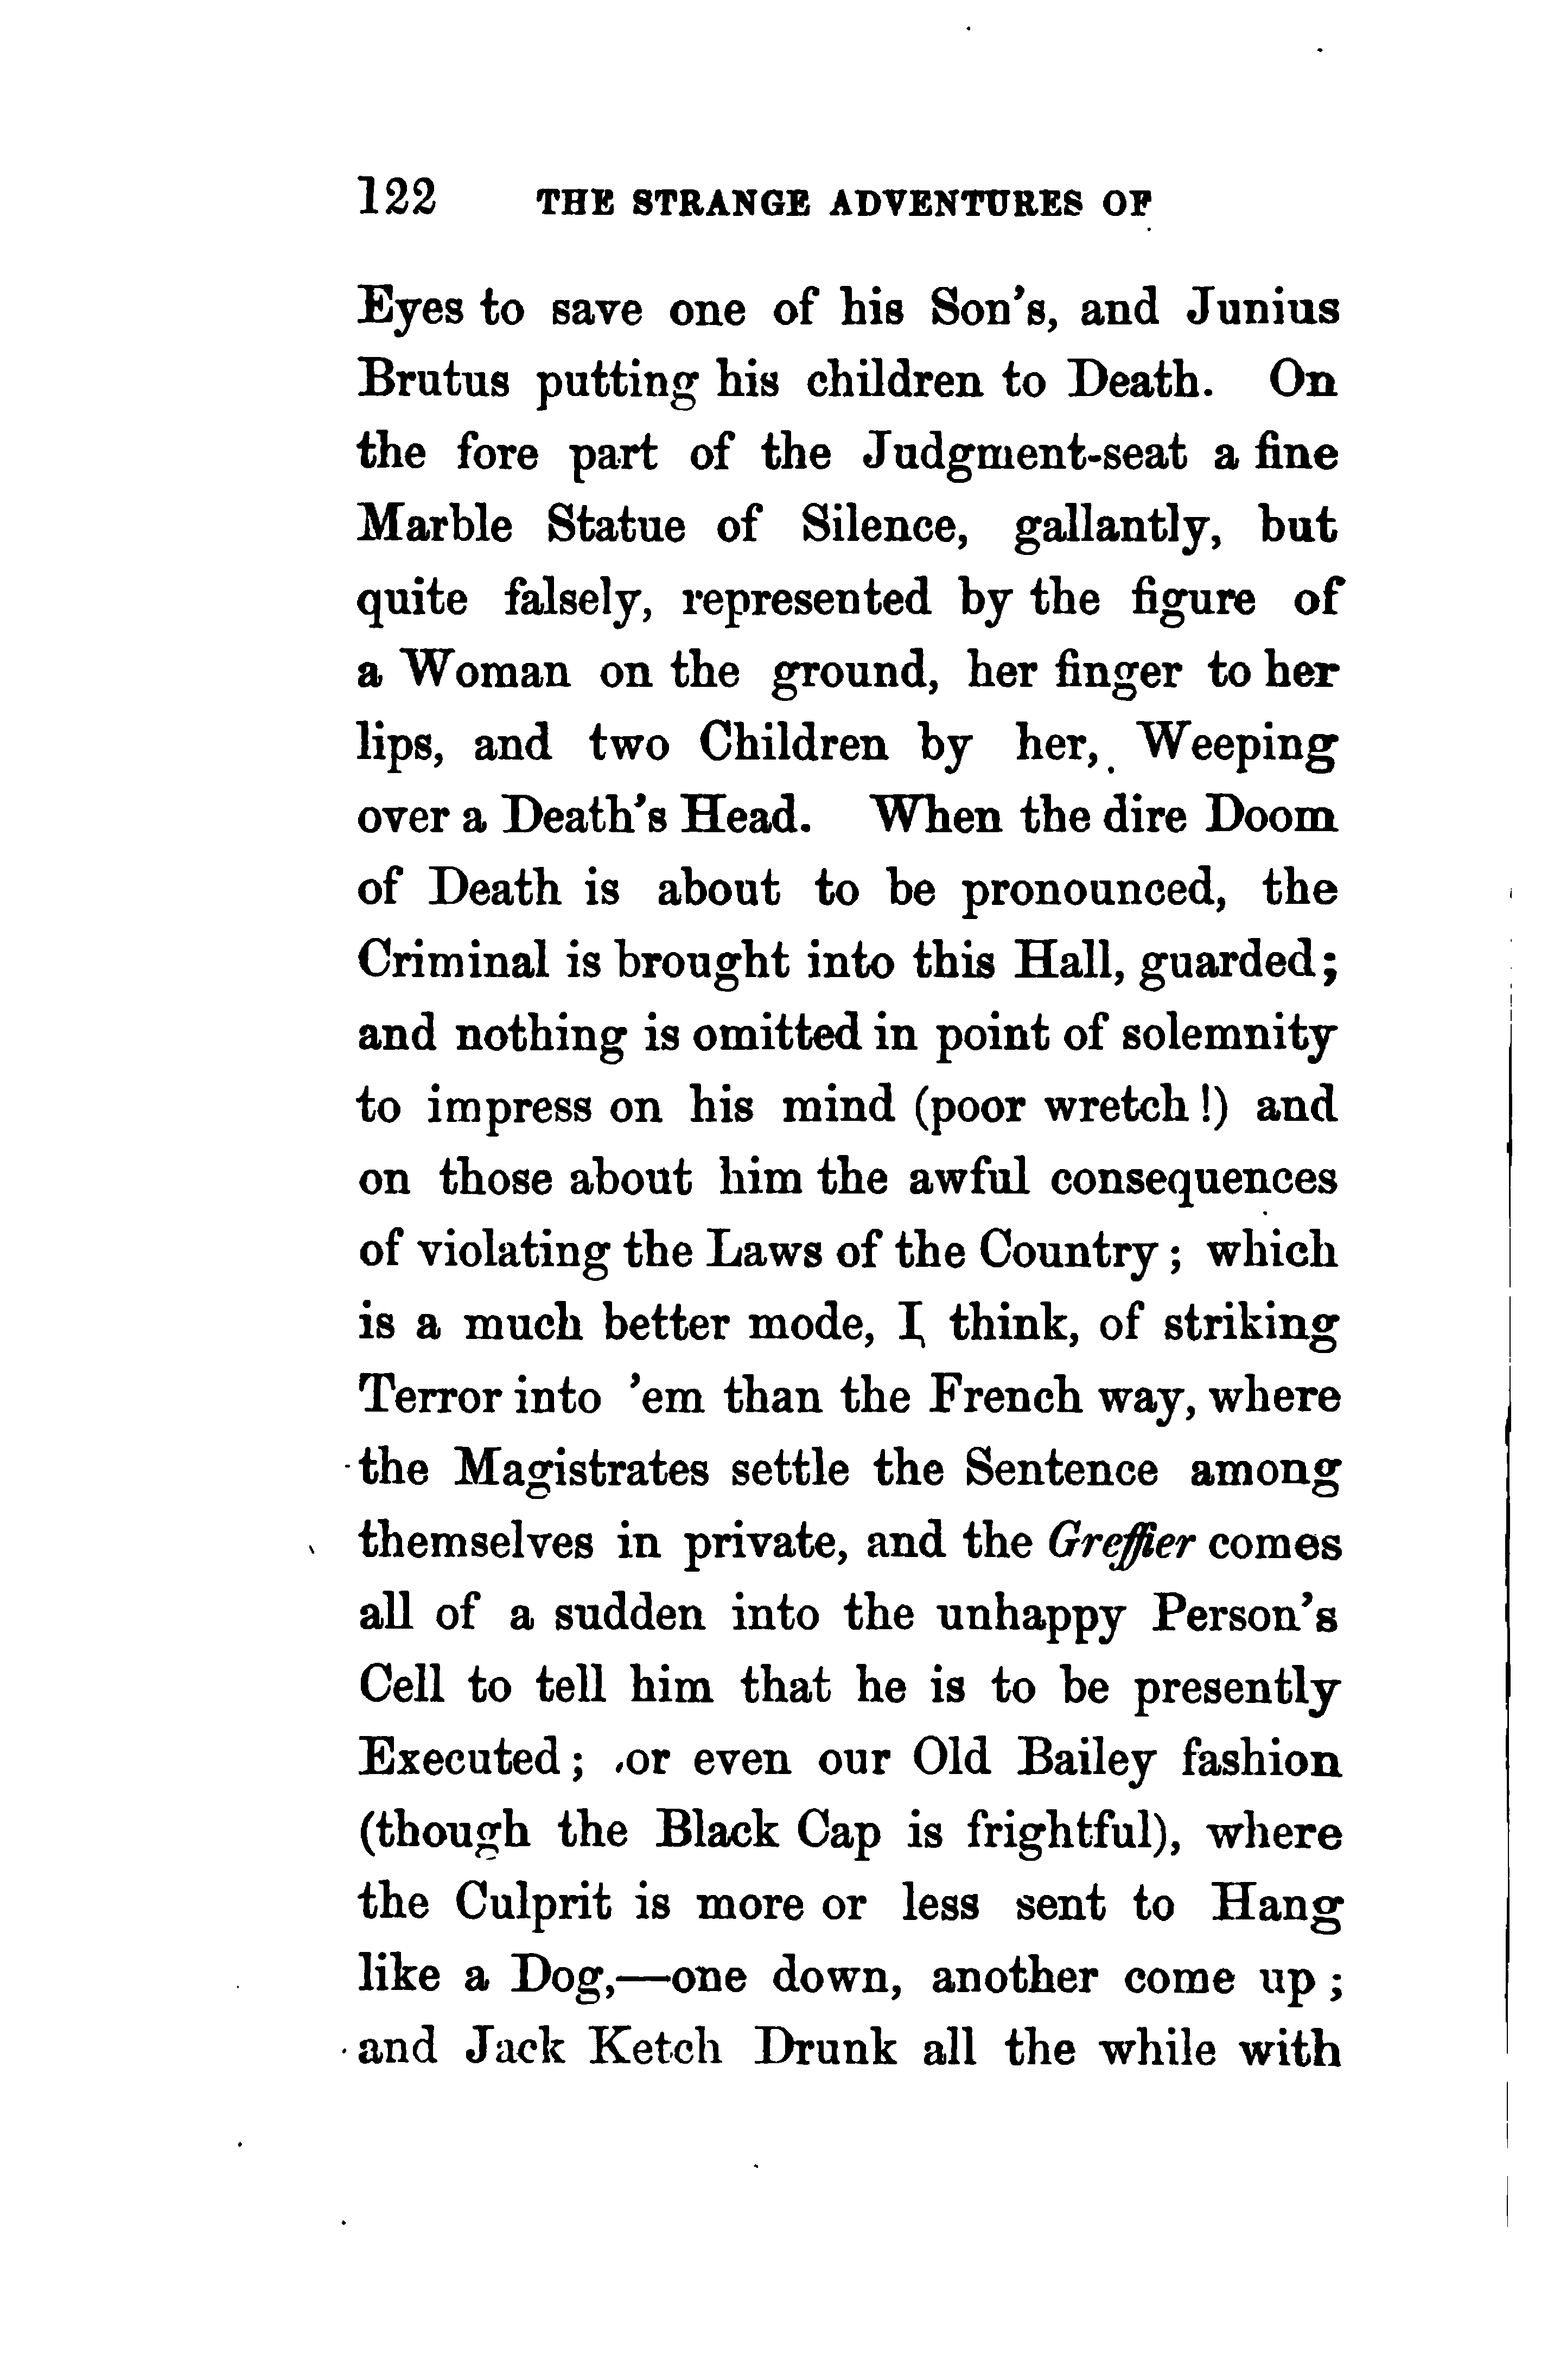 122 THE STRANGE ADVENTURES OF
Eyes to save one of his Son's, and Junius
Brutus putting his children to Death. On
the fore part of the Judgment-seat a fine
Marble Statue of Silence, gallantly, but
quite falsely, represented by the figure of
a Woman on the ground, her finger to her
lips, and two Children by her, Weeping
over a Death's Head. When the dire Doom
of Death is about to be pronounced, the
Criminal is brought into this Hall, guarded;
and nothing is omitted in point of solemnity
to impress on his mind (poor wretch!) and
on those about him the awful consequences
of violating the Laws of the Country; which
is a much better mode, I think, of striking
Terror into 'em than the French way, where
the Magistrates settle the Sentence among
themselves in private, and the Greffier comes
all of a sudden into the unhappy Person's
Cell to tell him that he is to be presently
Executed; or even our Old Bailey fashion
(though the Black Cap is frightful), where
the Culprit is more or less sent to Hang
like a Dog,—one down, another come up;
and Jack Ketch Drunk all the while with